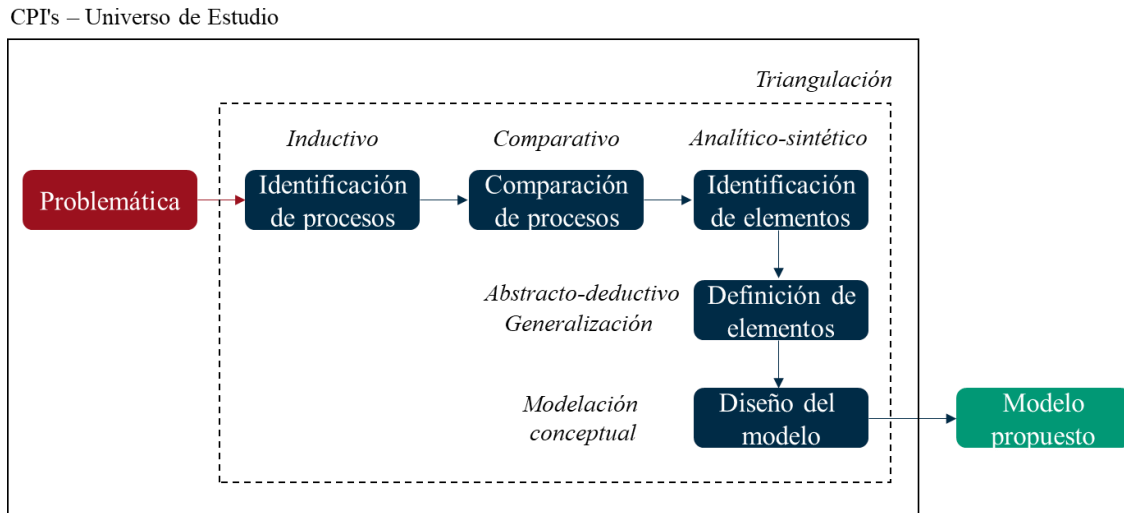 CPI's – Universo de Estudio
Triangulación
Inductivo
Comparativo
Analítico-sintético
Problemática
Identificación
de procesos
Comparación
de procesos
Identificación
de elementos
Abstracto-deductivo
Generalización
Definición de
elementos
Modelación
conceptual
Diseño del
modelo
Modelo
propuesto